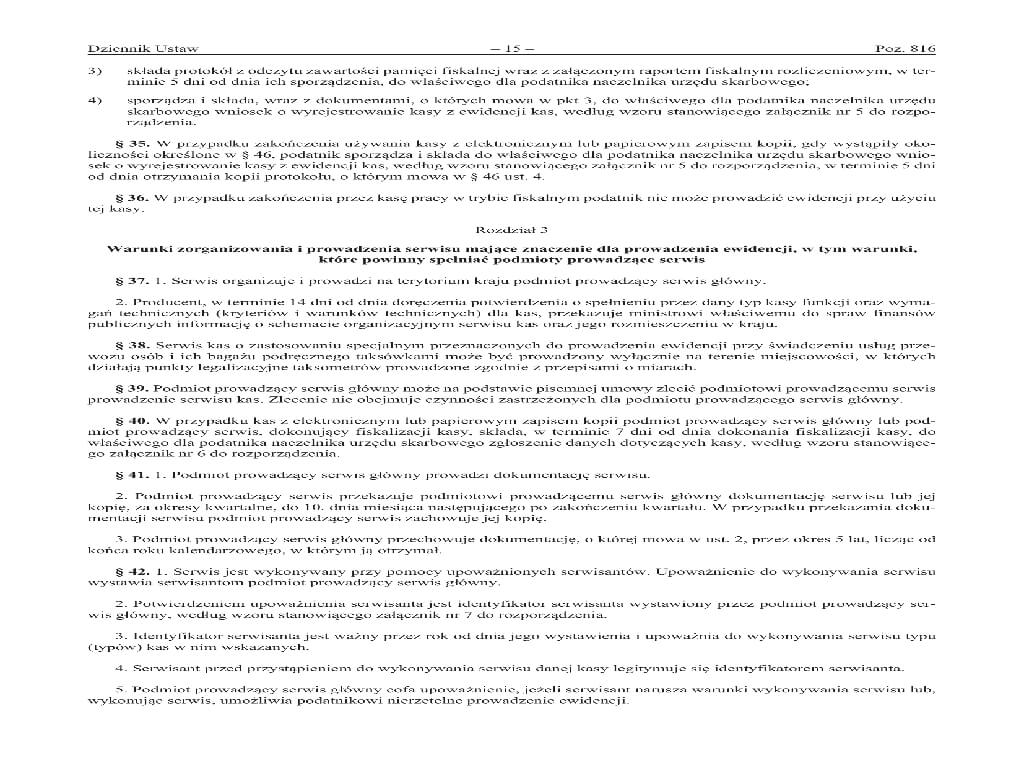 Dziennik Ustaw – 15 – Poz. 816
3) składa protokół z odczytu zawartości pamięci fiskalnej wraz z załączonym raportem fiskalnym rozliczeniowym, w ter-
minie 5 dni od dnia ich sporządzenia, do właściwego dla podatnika naczelnika urzędu skarbowego;
4) sporządza i składa, wraz z dokumentami, o których mowa w pkt 3, do właściwego dla podatnika naczelnika urzędu
skarbowego wniosek o wyrejestrowanie kasy z ewidencji kas, według wzoru stanowiącego załącznik nr 5 do rozpo-
rządzenia.
§ 35. W przypadku zakończenia używania kasy z elektronicznym lub papierowym zapisem kopii, gdy wystąpiły oko-
liczności określone w § 46, podatnik sporządza i składa do właściwego dla podatnika naczelnika urzędu skarbowego wnio-
sek o wyrejestrowanie kasy z ewidencji kas, według wzoru stanowiącego załącznik nr 5 do rozporządzenia, w terminie 5 dni
od dnia otrzymania kopii protokołu, o którym mowa w § 46 ust. 4.
§ 36. W przypadku zakończenia przez kasę pracy w trybie fiskalnym podatnik nie może prowadzić ewidencji przy użyciu
tej kasy.
Rozdział 3
Warunki zorganizowania i prowadzenia serwisu mające znaczenie dla prowadzenia ewidencji, w tym warunki,
które powinny spełniać podmioty prowadzące serwis
§ 37. 1. Serwis organizuje i prowadzi na terytorium kraju podmiot prowadzący serwis główny.
2. Producent, w terminie 14 dni od dnia doręczenia potwierdzenia o spełnieniu przez dany typ kasy funkcji oraz wyma-
gań technicznych (kryteriów i warunków technicznych) dla kas, przekazuje ministrowi właściwemu do spraw finansów
publicznych informację o schemacie organizacyjnym serwisu kas oraz jego rozmieszczeniu w kraju.
§ 38. Serwis kas o zastosowaniu specjalnym przeznaczonych do prowadzenia ewidencji przy świadczeniu usług prze-
wozu osób i ich bagażu podręcznego taksówkami może być prowadzony wyłącznie na terenie miejscowości, w których
działają punkty legalizacyjne taksometrów prowadzone zgodnie z przepisami o miarach.
§ 39. Podmiot prowadzący serwis główny może na podstawie pisemnej umowy zlecić podmiotowi prowadzącemu serwis
prowadzenie serwisu kas. Zlecenie nie obejmuje czynności zastrzeżonych dla podmiotu prowadzącego serwis główny.
§ 40. W przypadku kas z elektronicznym lub papierowym zapisem kopii podmiot prowadzący serwis główny lub pod-
miot prowadzący serwis, dokonujący fiskalizacji kasy, składa, w terminie 7 dni od dnia dokonania fiskalizacji kasy, do
właściwego dla podatnika naczelnika urzędu skarbowego zgłoszenie danych dotyczących kasy, według wzoru stanowiące-
go załącznik nr 6 do rozporządzenia.
§ 41. 1. Podmiot prowadzący serwis główny prowadzi dokumentację serwisu.
2. Podmiot prowadzący serwis przekazuje podmiotowi prowadzącemu serwis główny dokumentację serwisu lub jej
kopię, za okresy kwartalne, do 10. dnia miesiąca następującego po zakończeniu kwartału. W przypadku przekazania doku-
mentacji serwisu podmiot prowadzący serwis zachowuje jej kopię.
3. Podmiot prowadzący serwis główny przechowuje dokumentację, o której mowa w ust. 2, przez okres 5 lat, licząc od
końca roku kalendarzowego, w którym ją otrzymał.
§ 42. 1. Serwis jest wykonywany przy pomocy upoważnionych serwisantów. Upoważnienie do wykonywania serwisu
wystawia serwisantom podmiot prowadzący serwis główny.
2. Potwierdzeniem upoważnienia serwisanta jest identyfikator serwisanta wystawiony przez podmiot prowadzący ser-
wis główny, według wzoru stanowiącego załącznik nr 7 do rozporządzenia.
3. Identyfikator serwisanta jest ważny przez rok od dnia jego wystawienia i upoważnia do wykonywania serwisu typu
(typów) kas w nim wskazanych.
4. Serwisant przed przystąpieniem do wykonywania serwisu danej kasy legitymuje się identyfikatorem serwisanta.
5. Podmiot prowadzący serwis główny cofa upoważnienie, jeżeli serwisant narusza warunki wykonywania serwisu lub,
wykonując serwis, umożliwia podatnikowi nierzetelne prowadzenie ewidencji.